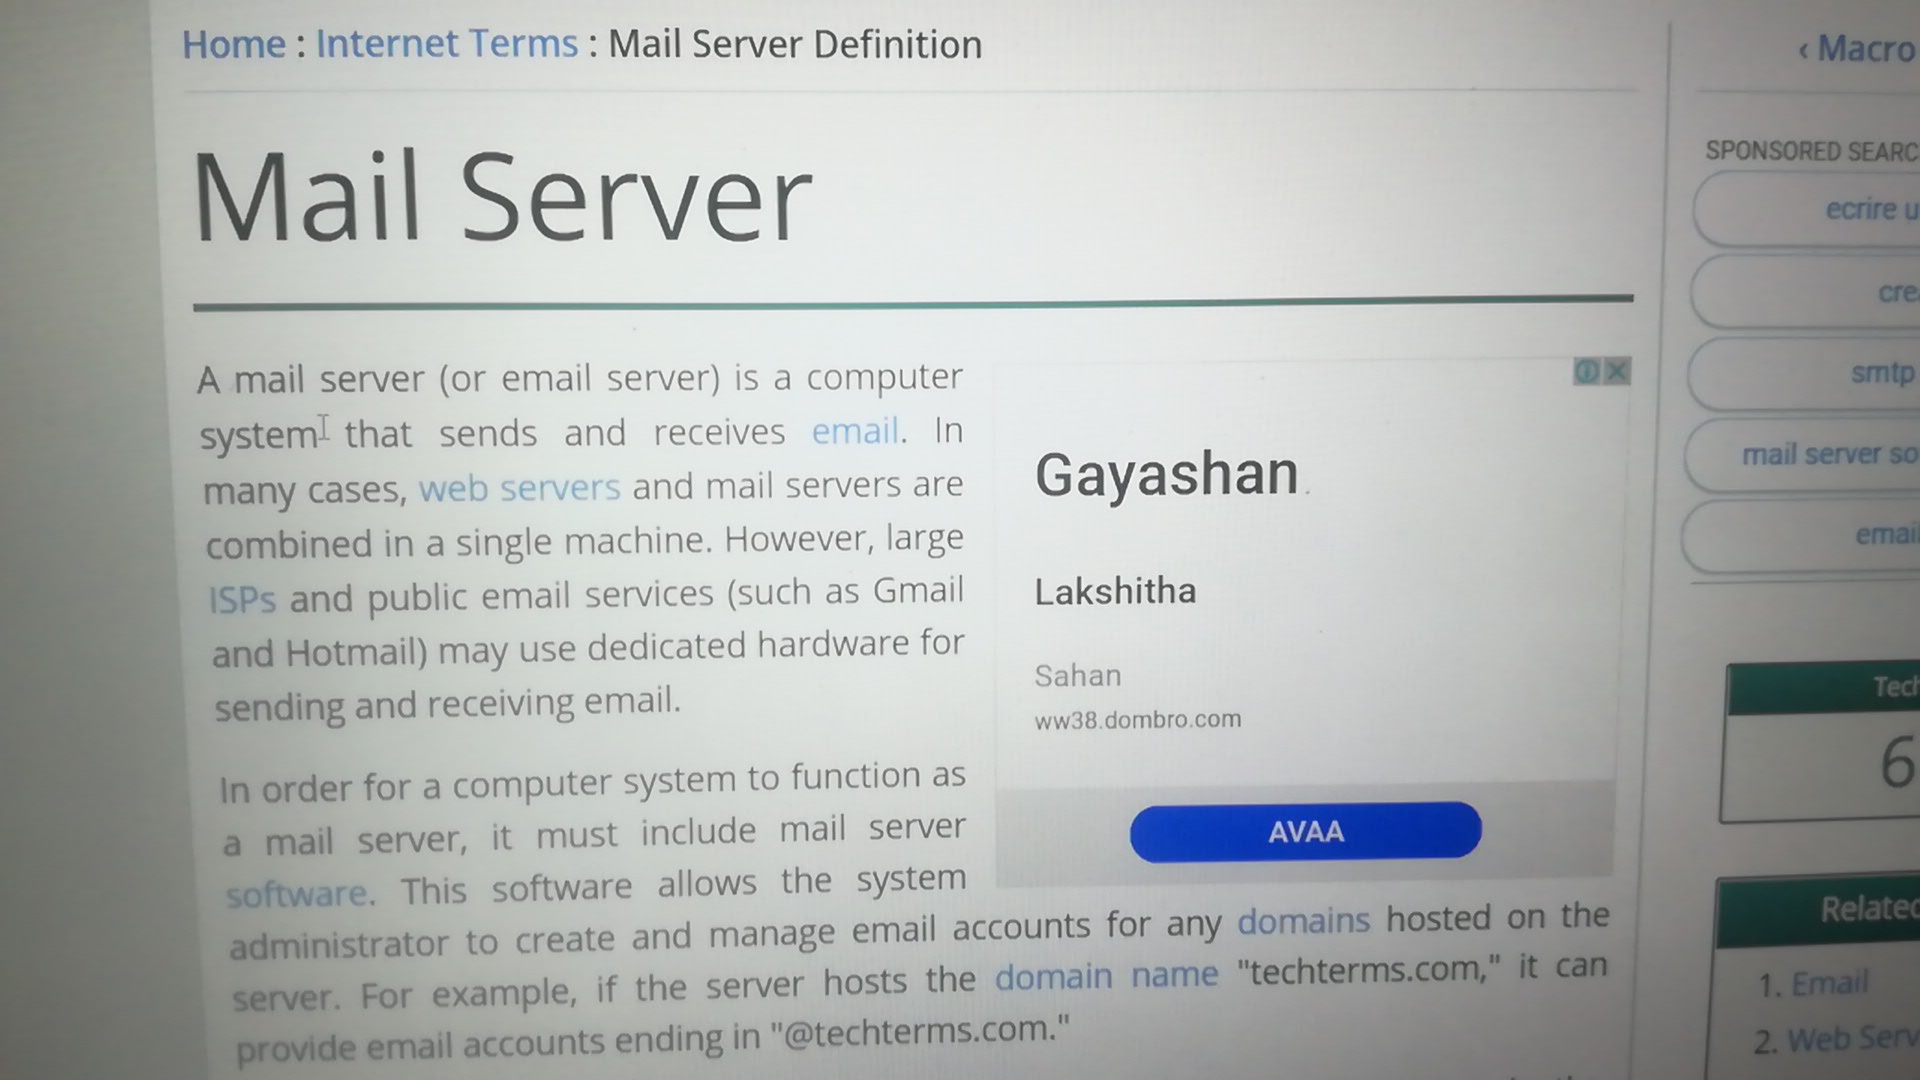 Home : Internet Terms : Mail Server Definition
‹ Macro
Mail Server
A mail server (or email server) is a computer
system that sends and receives email. In
many cases, web servers and mail servers are
combined in a single machine. However, large
ISPs and public email services (such as Gmail
and Hotmail) may use dedicated hardware for
sending and receiving email.
In order for a computer system to function as
a mail server, it must include mail server
software. This software allows the system
administrator to create and manage email accounts for any domains hosted on the
server. For example, if the server hosts the domain name "techterms.com," it can
provide email accounts ending in "@techterms.com."
Gayashan
Lakshitha
Sahan
ww38.dombro.com
AVAA
SPONSORED SEARC
ecrire u
cre
smtp
mail server so
email
Tech
6
Related
1. Email
2. Web Serv